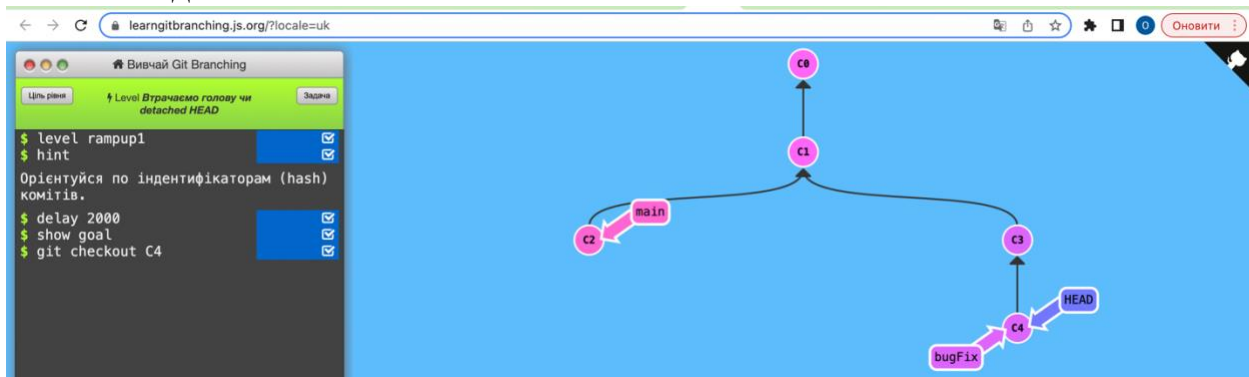 learngitbranching.js.org/?locale=uk
О
Оновити
Вивчай Git Branching
Ціль рівня
Level Втрачаємо голову чи
detached HEAD
Задача
$ level rampup1
$ hint
Орієнтуйся по індентифікаторам (hash)
комітів.
$ delay 2000
$ show goal
$ git checkout C4
C0
C1
main
C2
C3
HEAD
C4
bugFix